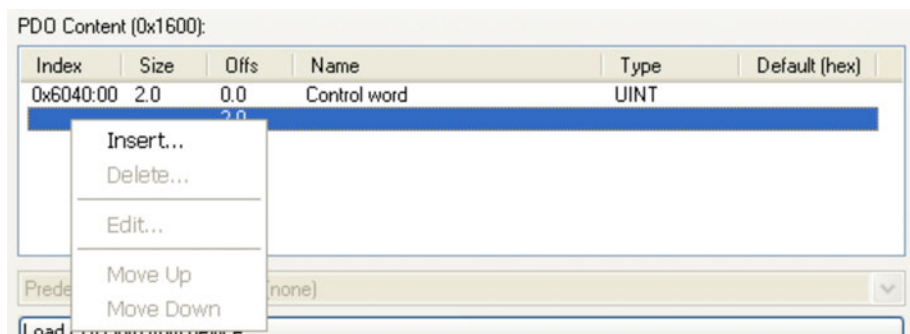 PDO Content (0x1600):
Index Size Offs Name Type Default (hex)
0x6040:00 2.0 0.0 Control word UINT
2.0
Insert...
Delete...
Edit...
Move Up
Prede (none)
Move Down
Load